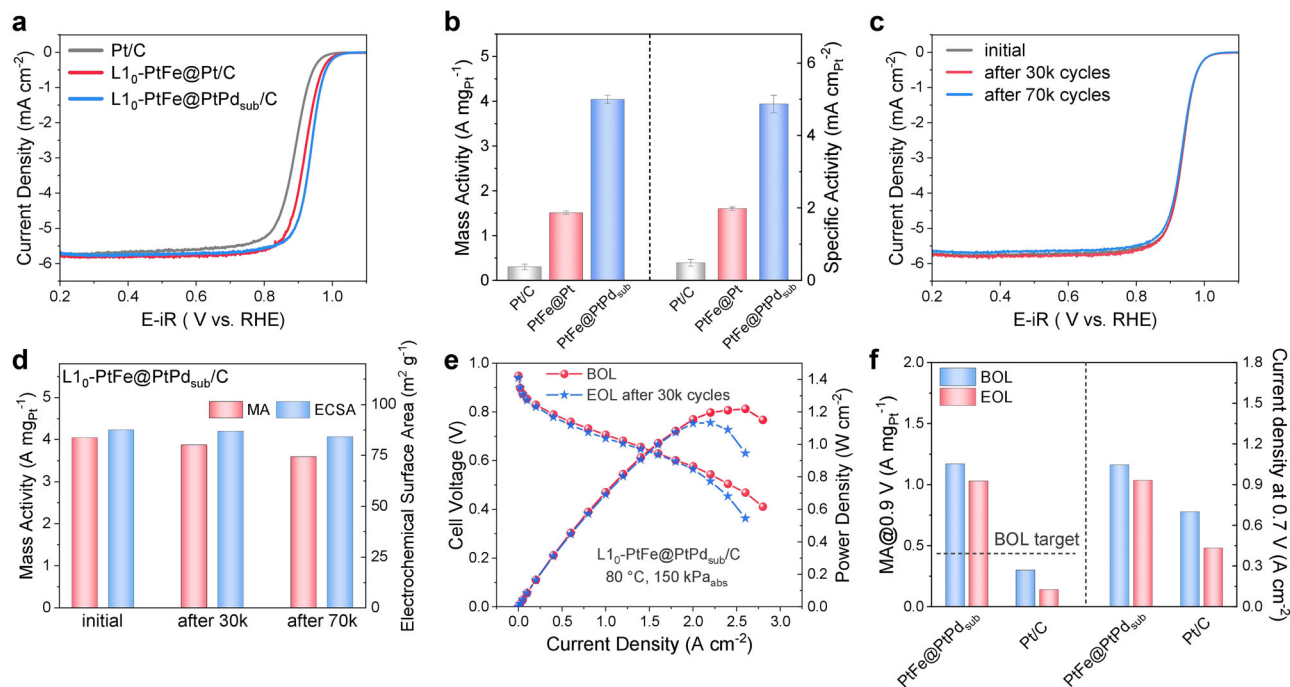 a
Pt/C
L1₀-PtFe@Pt/C
L1₀-PtFe@PtPd_sub/C
0
-1
-2
-3
-4
-5
-6
Current Density (mA cm⁻²)
0.2 0.4 0.6 0.8 1.0
E-iR ( V vs. RHE)
b
5
4
3
2
1
0
Mass Activity (A mg_Pt⁻¹)
6
4
2
0
Specific Activity (mA cm_Pt⁻²)
Pt/C PtFe@Pt PtFe@PtPd_sub Pt/C PtFe@Pt PtFe@PtPd_sub
c
initial
after 30k cycles
after 70k cycles
0
-1
-2
-3
-4
-5
-6
Current Density (mA cm⁻²)
0.2 0.4 0.6 0.8 1.0
E-iR ( V vs. RHE)
d
L1₀-PtFe@PtPd_sub/C
MA ECSA
5
4
3
2
1
0
Mass Activity (A mg_Pt⁻¹)
100
75
50
25
0
Electrochemical Surface Area (m² g⁻¹)
initial after 30k after 70k
e
BOL
EOL after 30k cycles
1.0
0.8
0.6
0.4
0.2
0.0
Cell Voltage (V)
1.4
1.2
1.0
0.8
0.6
0.4
0.2
0.0
Power Density (W cm⁻²)
L1₀-PtFe@PtPd_sub/C
80 °C, 150 kPa_abs
0.0 0.5 1.0 1.5 2.0 2.5 3.0
Current Density (A cm⁻²)
f
BOL
EOL
BOL target
2.0
1.5
1.0
0.5
0.0
MA@0.9 V (A mg_Pt⁻¹)
1.8
1.5
1.2
0.9
0.6
0.3
0.0
Current density at 0.7 V (A cm⁻²)
PtFe@PtPd_sub Pt/C PtFe@PtPd_sub Pt/C